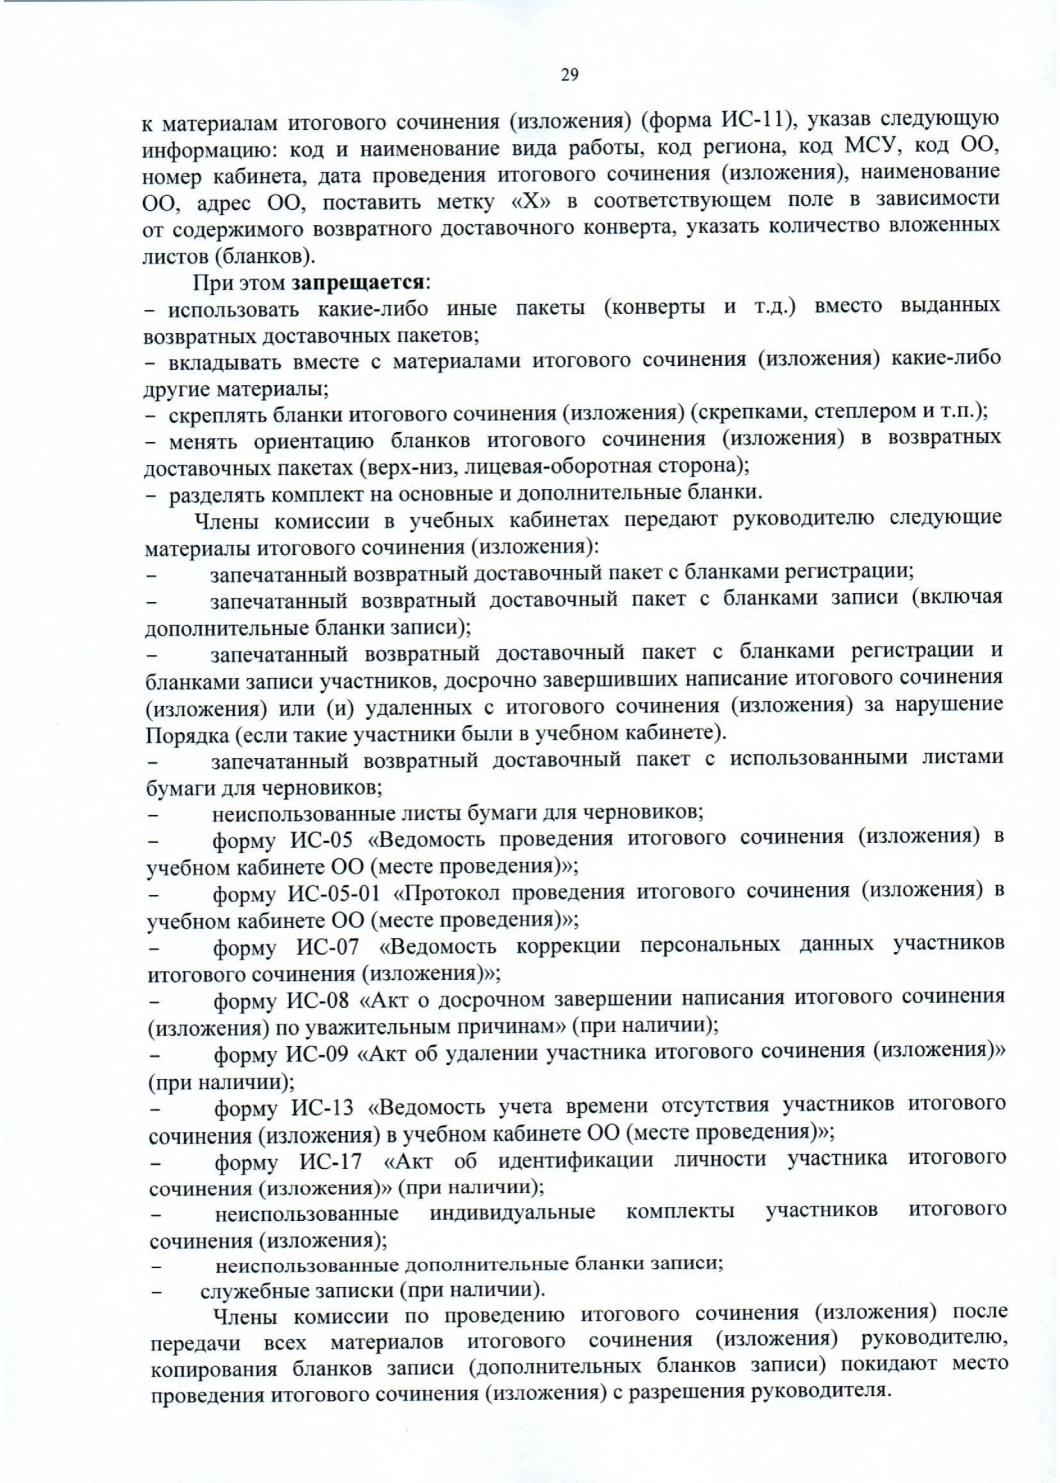 29
к материалам итогового сочинения (изложения) (форма ИС-11), указав следующую
информацию: код и наименование вида работы, код региона, код МСУ, код ОО,
номер кабинета, дата проведения итогового сочинения (изложения), наименование
ОО, адрес ОО, поставить метку «Х» в соответствующем поле в зависимости
от содержимого возвратного доставочного конверта, указать количество вложенных
листов (бланков).
При этом запрещается:
– использовать какие-либо иные пакеты (конверты и т.д.) вместо выданных
возвратных доставочных пакетов;
– вкладывать вместе с материалами итогового сочинения (изложения) какие-либо
другие материалы;
– скреплять бланки итогового сочинения (изложения) (скрепками, степлером и т.п.);
– менять ориентацию бланков итогового сочинения (изложения) в возвратных
доставочных пакетах (верх-низ, лицевая-оборотная сторона);
– разделять комплект на основные и дополнительные бланки.
Члены комиссии в учебных кабинетах передают руководителю следующие
материалы итогового сочинения (изложения):
– запечатанный возвратный доставочный пакет с бланками регистрации;
– запечатанный возвратный доставочный пакет с бланками записи (включая
дополнительные бланки записи);
– запечатанный возвратный доставочный пакет с бланками регистрации и
бланками записи участников, досрочно завершивших написание итогового сочинения
(изложения) или (и) удаленных с итогового сочинения (изложения) за нарушение
Порядка (если такие участники были в учебном кабинете).
– запечатанный возвратный доставочный пакет с использованными листами
бумаги для черновиков;
– неиспользованные листы бумаги для черновиков;
– форму ИС-05 «Ведомость проведения итогового сочинения (изложения) в
учебном кабинете ОО (месте проведения)»;
– форму ИС-05-01 «Протокол проведения итогового сочинения (изложения) в
учебном кабинете ОО (месте проведения)»;
– форму ИС-07 «Ведомость коррекции персональных данных участников
итогового сочинения (изложения)»;
– форму ИС-08 «Акт о досрочном завершении написания итогового сочинения
(изложения) по уважительным причинам» (при наличии);
– форму ИС-09 «Акт об удалении участника итогового сочинения (изложения)»
(при наличии);
– форму ИС-13 «Ведомость учета времени отсутствия участников итогового
сочинения (изложения) в учебном кабинете ОО (месте проведения)»;
– форму ИС-17 «Акт об идентификации личности участника итогового
сочинения (изложения)» (при наличии);
– неиспользованные индивидуальные комплекты участников итогового
сочинения (изложения);
– неиспользованные дополнительные бланки записи;
– служебные записки (при наличии).
Члены комиссии по проведению итогового сочинения (изложения) после
передачи всех материалов итогового сочинения (изложения) руководителю,
копирования бланков записи (дополнительных бланков записи) покидают место
проведения итогового сочинения (изложения) с разрешения руководителя.